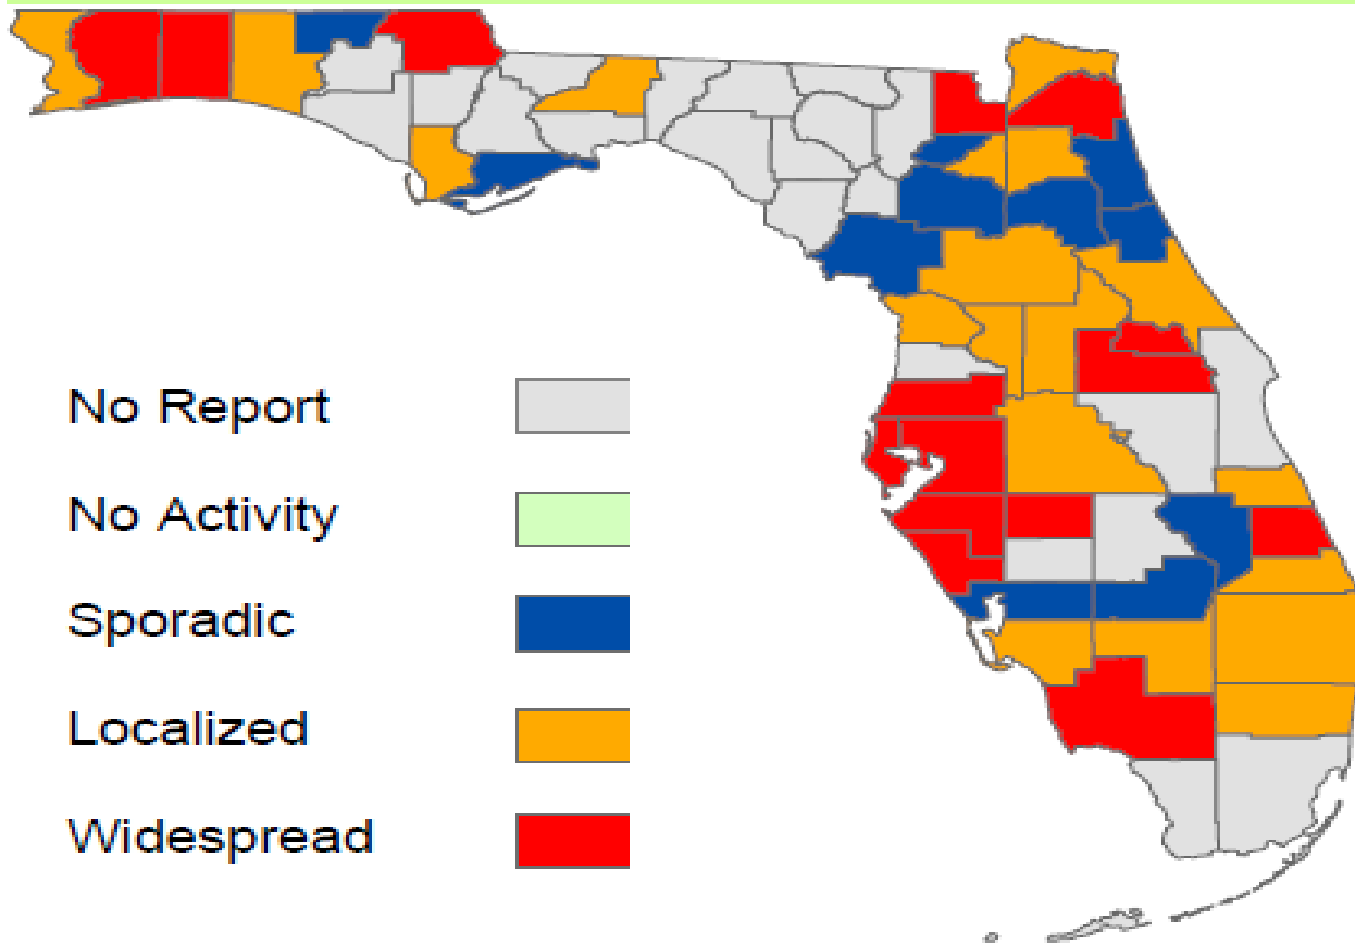 No Report
No Activity
Sporadic
Localized
Widespread